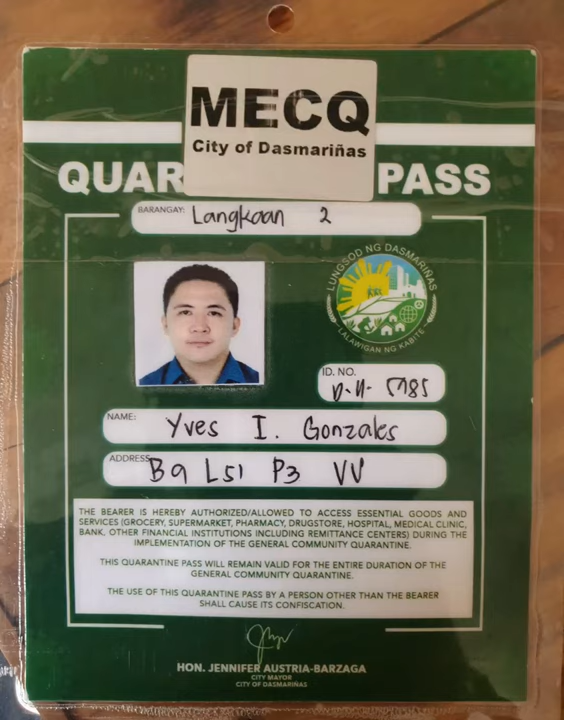 MECQ
City of Dasmariñas
QUAR PASS
BARANGAY: Langkaan 2
LUNGSOD NG DASMARIÑAS
LALAWIGAN NG KABITE
ID. NO.
5985
NAME: Yves I. Gonzales
ADDRESS: B9 L51 P3 VV
THE BEARER IS HEREBY AUTHORIZED/ALLOWED TO ACCESS ESSENTIAL GOODS AND
SERVICES (GROCERY, SUPERMARKET, PHARMACY, DRUGSTORE, HOSPITAL, MEDICAL CLINIC,
BANK, OTHER FINANCIAL INSTITUTIONS INCLUDING REMITTANCE CENTERS) DURING THE
IMPLEMENTATION OF THE GENERAL COMMUNITY QUARANTINE.
THIS QUARANTINE PASS WILL REMAIN VALID FOR THE ENTIRE DURATION OF THE
GENERAL COMMUNITY QUARANTINE.
THE USE OF THIS QUARANTINE PASS BY A PERSON OTHER THAN THE BEARER
SHALL CAUSE ITS CONFISCATION.
HON. JENNIFER AUSTRIA-BARZAGA
CITY MAYOR
CITY OF DASMARIÑAS